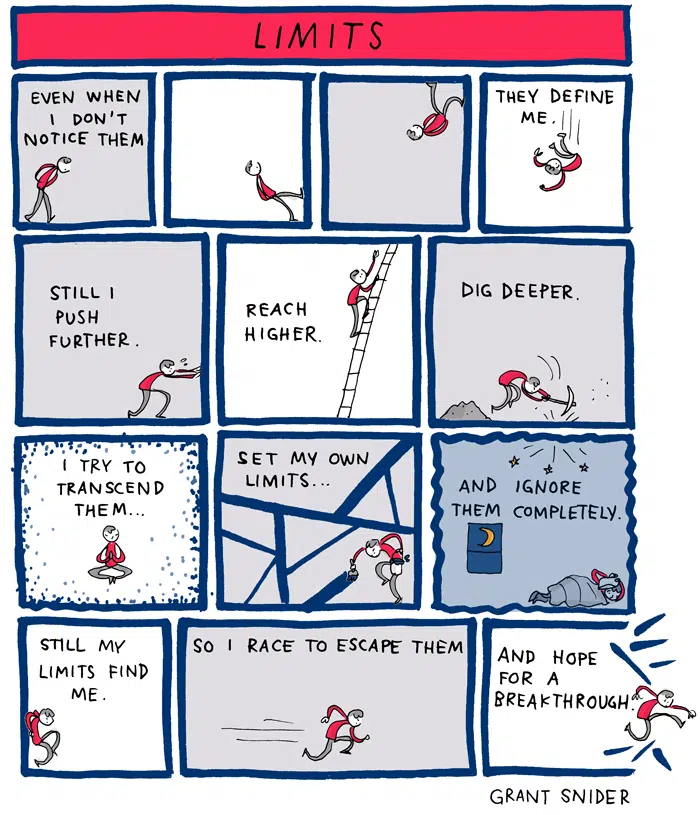 LIMITS
EVEN WHEN
I DON'T
NOTICE THEM
THEY DEFINE
ME.
STILL I
PUSH
FURTHER.
REACH
HIGHER.
DIG DEEPER.
I TRY TO
TRANSCEND
THEM...
SET MY OWN
LIMITS...
AND IGNORE
THEM COMPLETELY.
STILL MY
LIMITS FIND
ME.
SO I RACE TO ESCAPE THEM
AND HOPE
FOR A
BREAKTHROUGH.
GRANT SNIDER